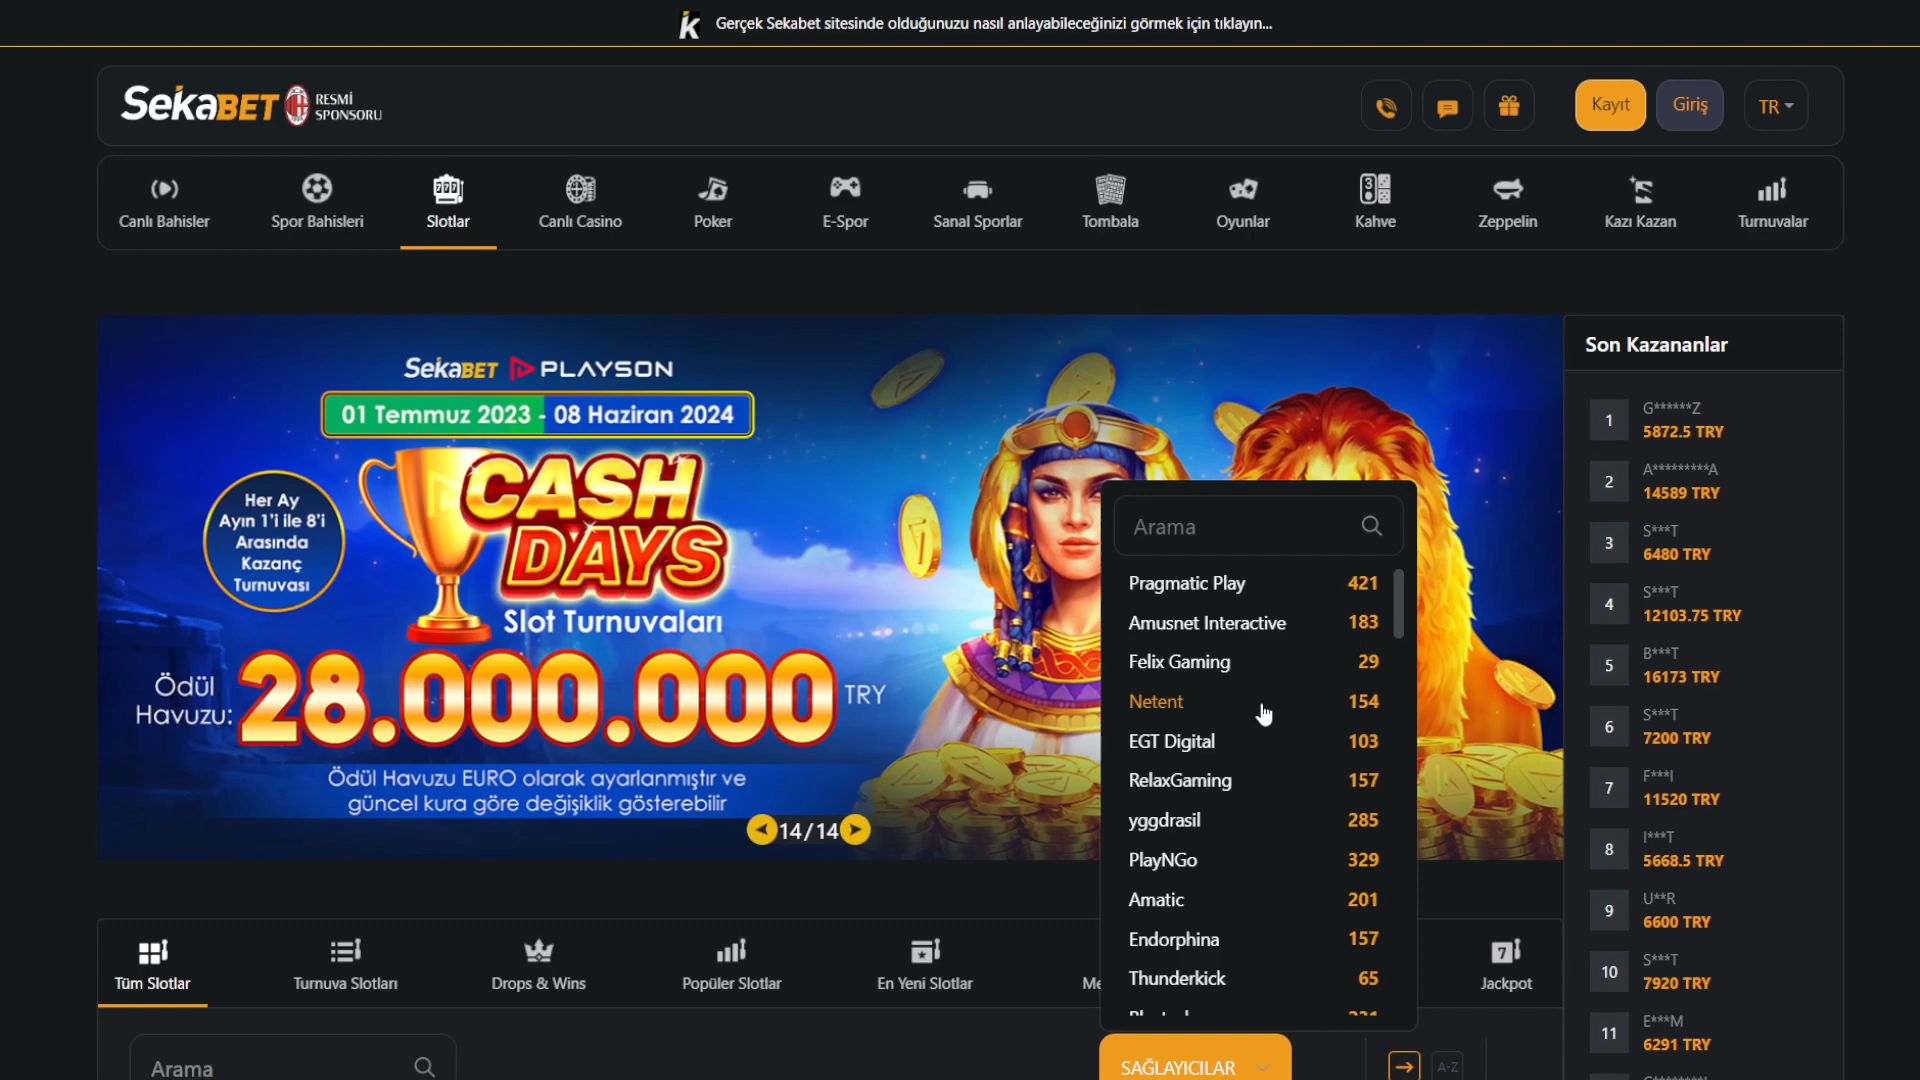 Gerçek Sekabet sitesinde olduğunuzu nasıl anlayabileceğinizi görmek için tıklayın...
SekaBET RESMİ SPONSORU
Kayıt
Giriş
TR
Canlı Bahisler
Spor Bahisleri
Slotlar
Canlı Casino
Poker
E-Spor
Sanal Sporlar
Tombala
Oyunlar
Kahve
Zeppelin
Kazı Kazan
Turnuvalar
SekaBET PLAYSON
01 Temmuz 2023 - 08 Haziran 2024
Her Ay
Ayın 1'i ile 8'i
Arasında
Kazanç
Turnuvası
CASH
DAYS
Slot Turnuvaları
Ödül
Havuzu:
28.000.000 TRY
Ödül Havuzu EURO olarak ayarlanmıştır ve
güncel kura göre değişiklik gösterebilir
14/14
Arama
Pragmatic Play 421
Amusnet Interactive 183
Felix Gaming 29
Netent 154
EGT Digital 103
RelaxGaming 157
yggdrasil 285
PlayNGo 329
Amatic 201
Endorphina 157
Thunderkick 65
Son Kazananlar
1 G******Z
5872.5 TRY
2 A*********A
14589 TRY
3 S***T
6480 TRY
4 S***T
12103.75 TRY
5 B***T
16173 TRY
6 S***T
7200 TRY
7 F***I
11520 TRY
8 I***T
5668.5 TRY
9 U**R
6600 TRY
10 S***T
7920 TRY
11 E***M
6291 TRY
Tüm Slotlar
Turnuva Slotları
Drops & Wins
Popüler Slotlar
En Yeni Slotlar
Me
7
Jackpot
Arama
SAĞLAYICILAR
A-Z